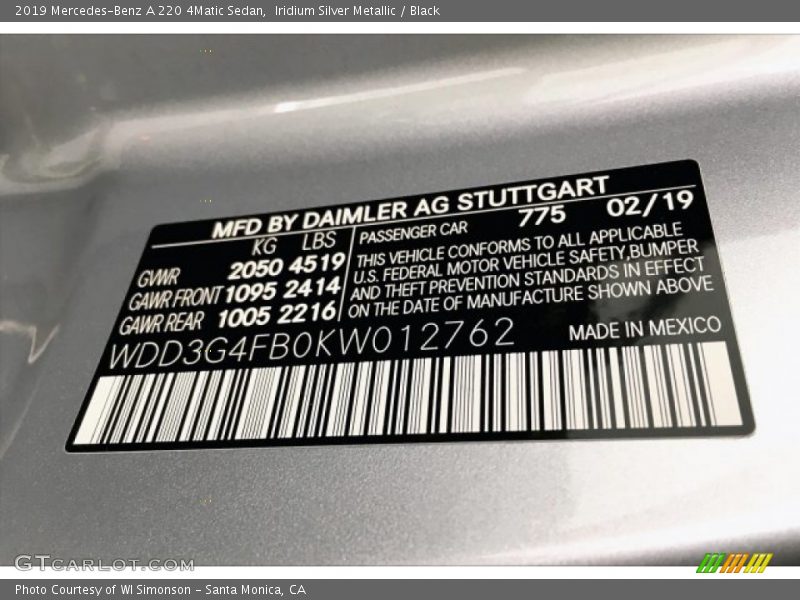 2019 Mercedes-Benz A 220 4Matic Sedan,  Iridium Silver Metallic / Black
MFD BY DAIMLER AG STUTTGART
KG LBS
GVWR 2050 4519
GAWR FRONT 1095 2414
GAWR REAR 1005 2216
PASSENGER CAR 775 02/19
THIS VEHICLE CONFORMS TO ALL APPLICABLE
U.S. FEDERAL MOTOR VEHICLE SAFETY,BUMPER
AND THEFT PREVENTION STANDARDS IN EFFECT
ON THE DATE OF MANUFACTURE SHOWN ABOVE
WDD3G4FB0KW012762 MADE IN MEXICO
GTCARLOT.COM
Photo Courtesy of WI Simonson - Santa Monica, CA